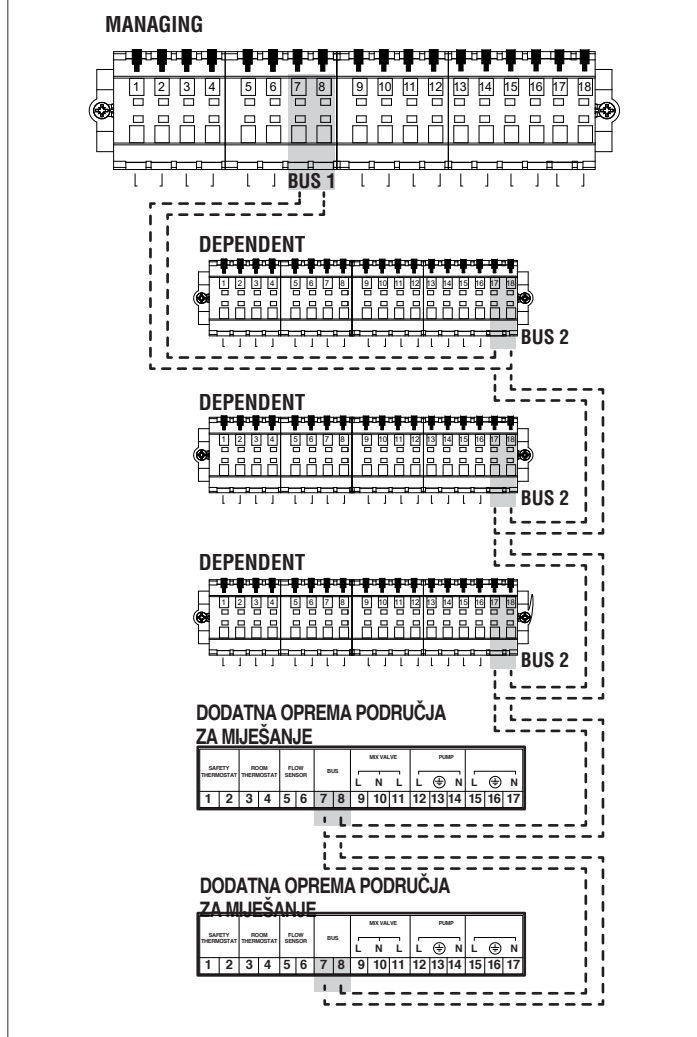 MANAGING
1 2 3 4 5 6 7 8 9 10 11 12 13 14 15 16 17 18
BUS 1
DEPENDENT
1 2 3 4 5 6 7 8 9 10 11 12 13 14 15 16 17 18
BUS 2
DEPENDENT
1 2 3 4 5 6 7 8 9 10 11 12 13 14 15 16 17 18
BUS 2
DEPENDENT
1 2 3 4 5 6 7 8 9 10 11 12 13 14 15 16 17 18
BUS 2
DODATNA OPREMA PODRUČJA
ZA MIJEŠANJE
SAFETY THERMOSTAT ROOM THERMOSTAT FLOW SENSOR BUS MIX VALVE PUMP
L N L L N L N
1 2 3 4 5 6 7 8 9 10 11 12 13 14 15 16 17
DODATNA OPREMA PODRUČJA
ZA MIJEŠANJE
SAFETY THERMOSTAT ROOM THERMOSTAT FLOW SENSOR BUS MIX VALVE PUMP
L N L L N L N
1 2 3 4 5 6 7 8 9 10 11 12 13 14 15 16 17